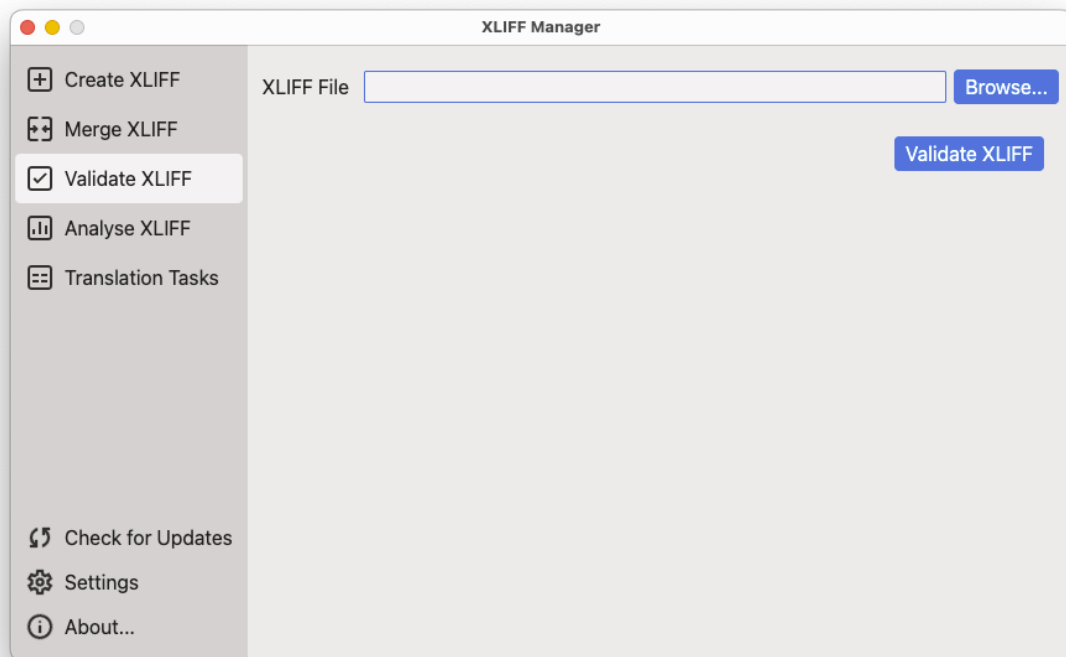 XLIFF Manager
Create XLIFF
Merge XLIFF
Validate XLIFF
Analyse XLIFF
Translation Tasks
Check for Updates
Settings
About...
XLIFF File
Browse...
Validate XLIFF